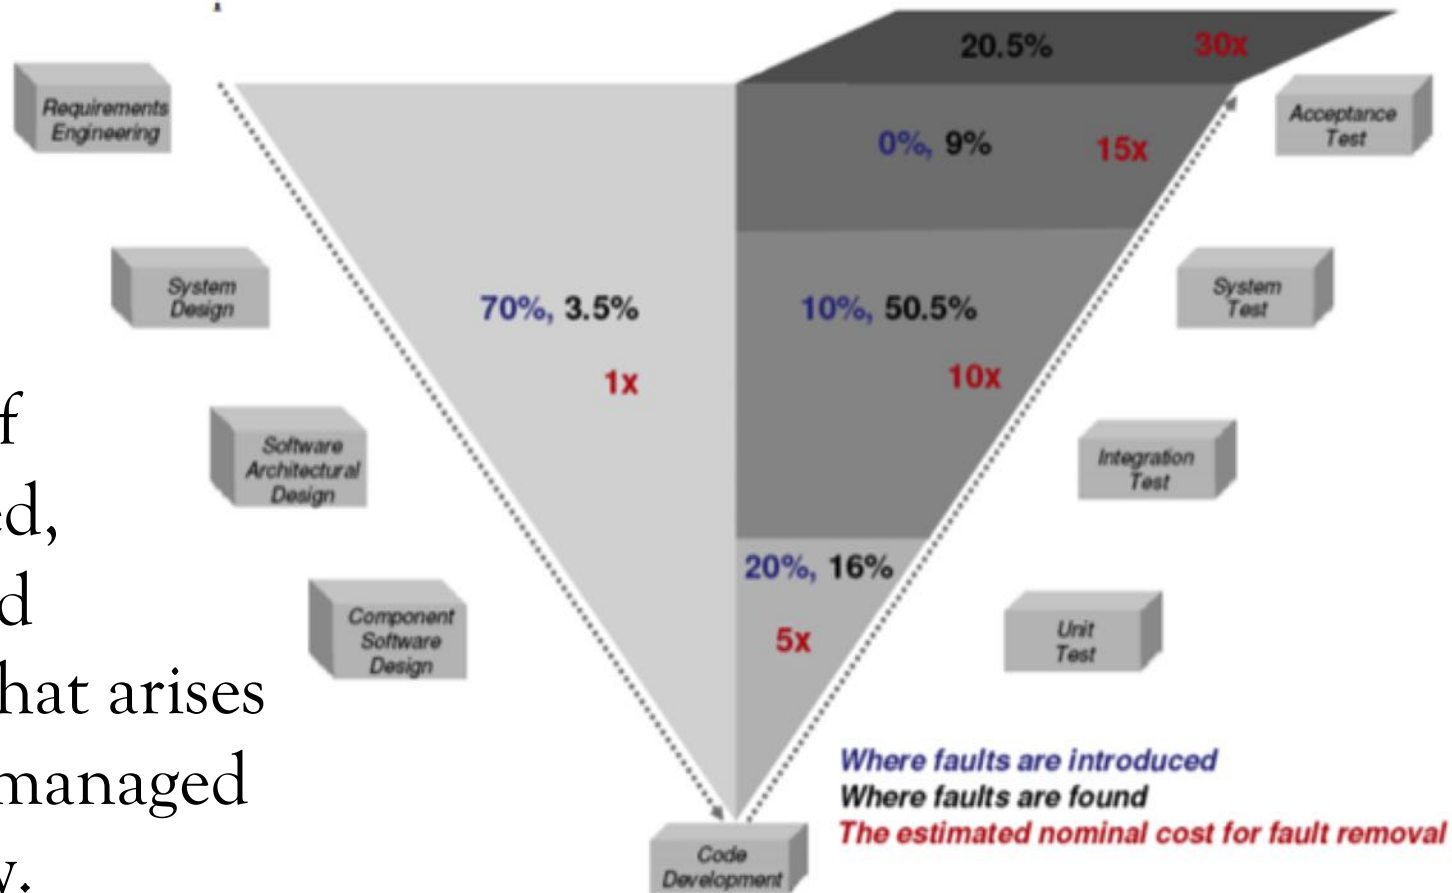 20.5% 30x
Requirements
Engineering
Acceptance
Test
0%, 9% 15x
System
Design
System
Test
70%, 3.5%
1x
10%, 50.5%
10x
Software
Architectural
Design
Integration
Test
20%, 16%
5x
Component
Software
Design
Unit
Test
hat arises
managed
Where faults are introduced
Where faults are found
The estimated nominal cost for fault removal
Code
Development